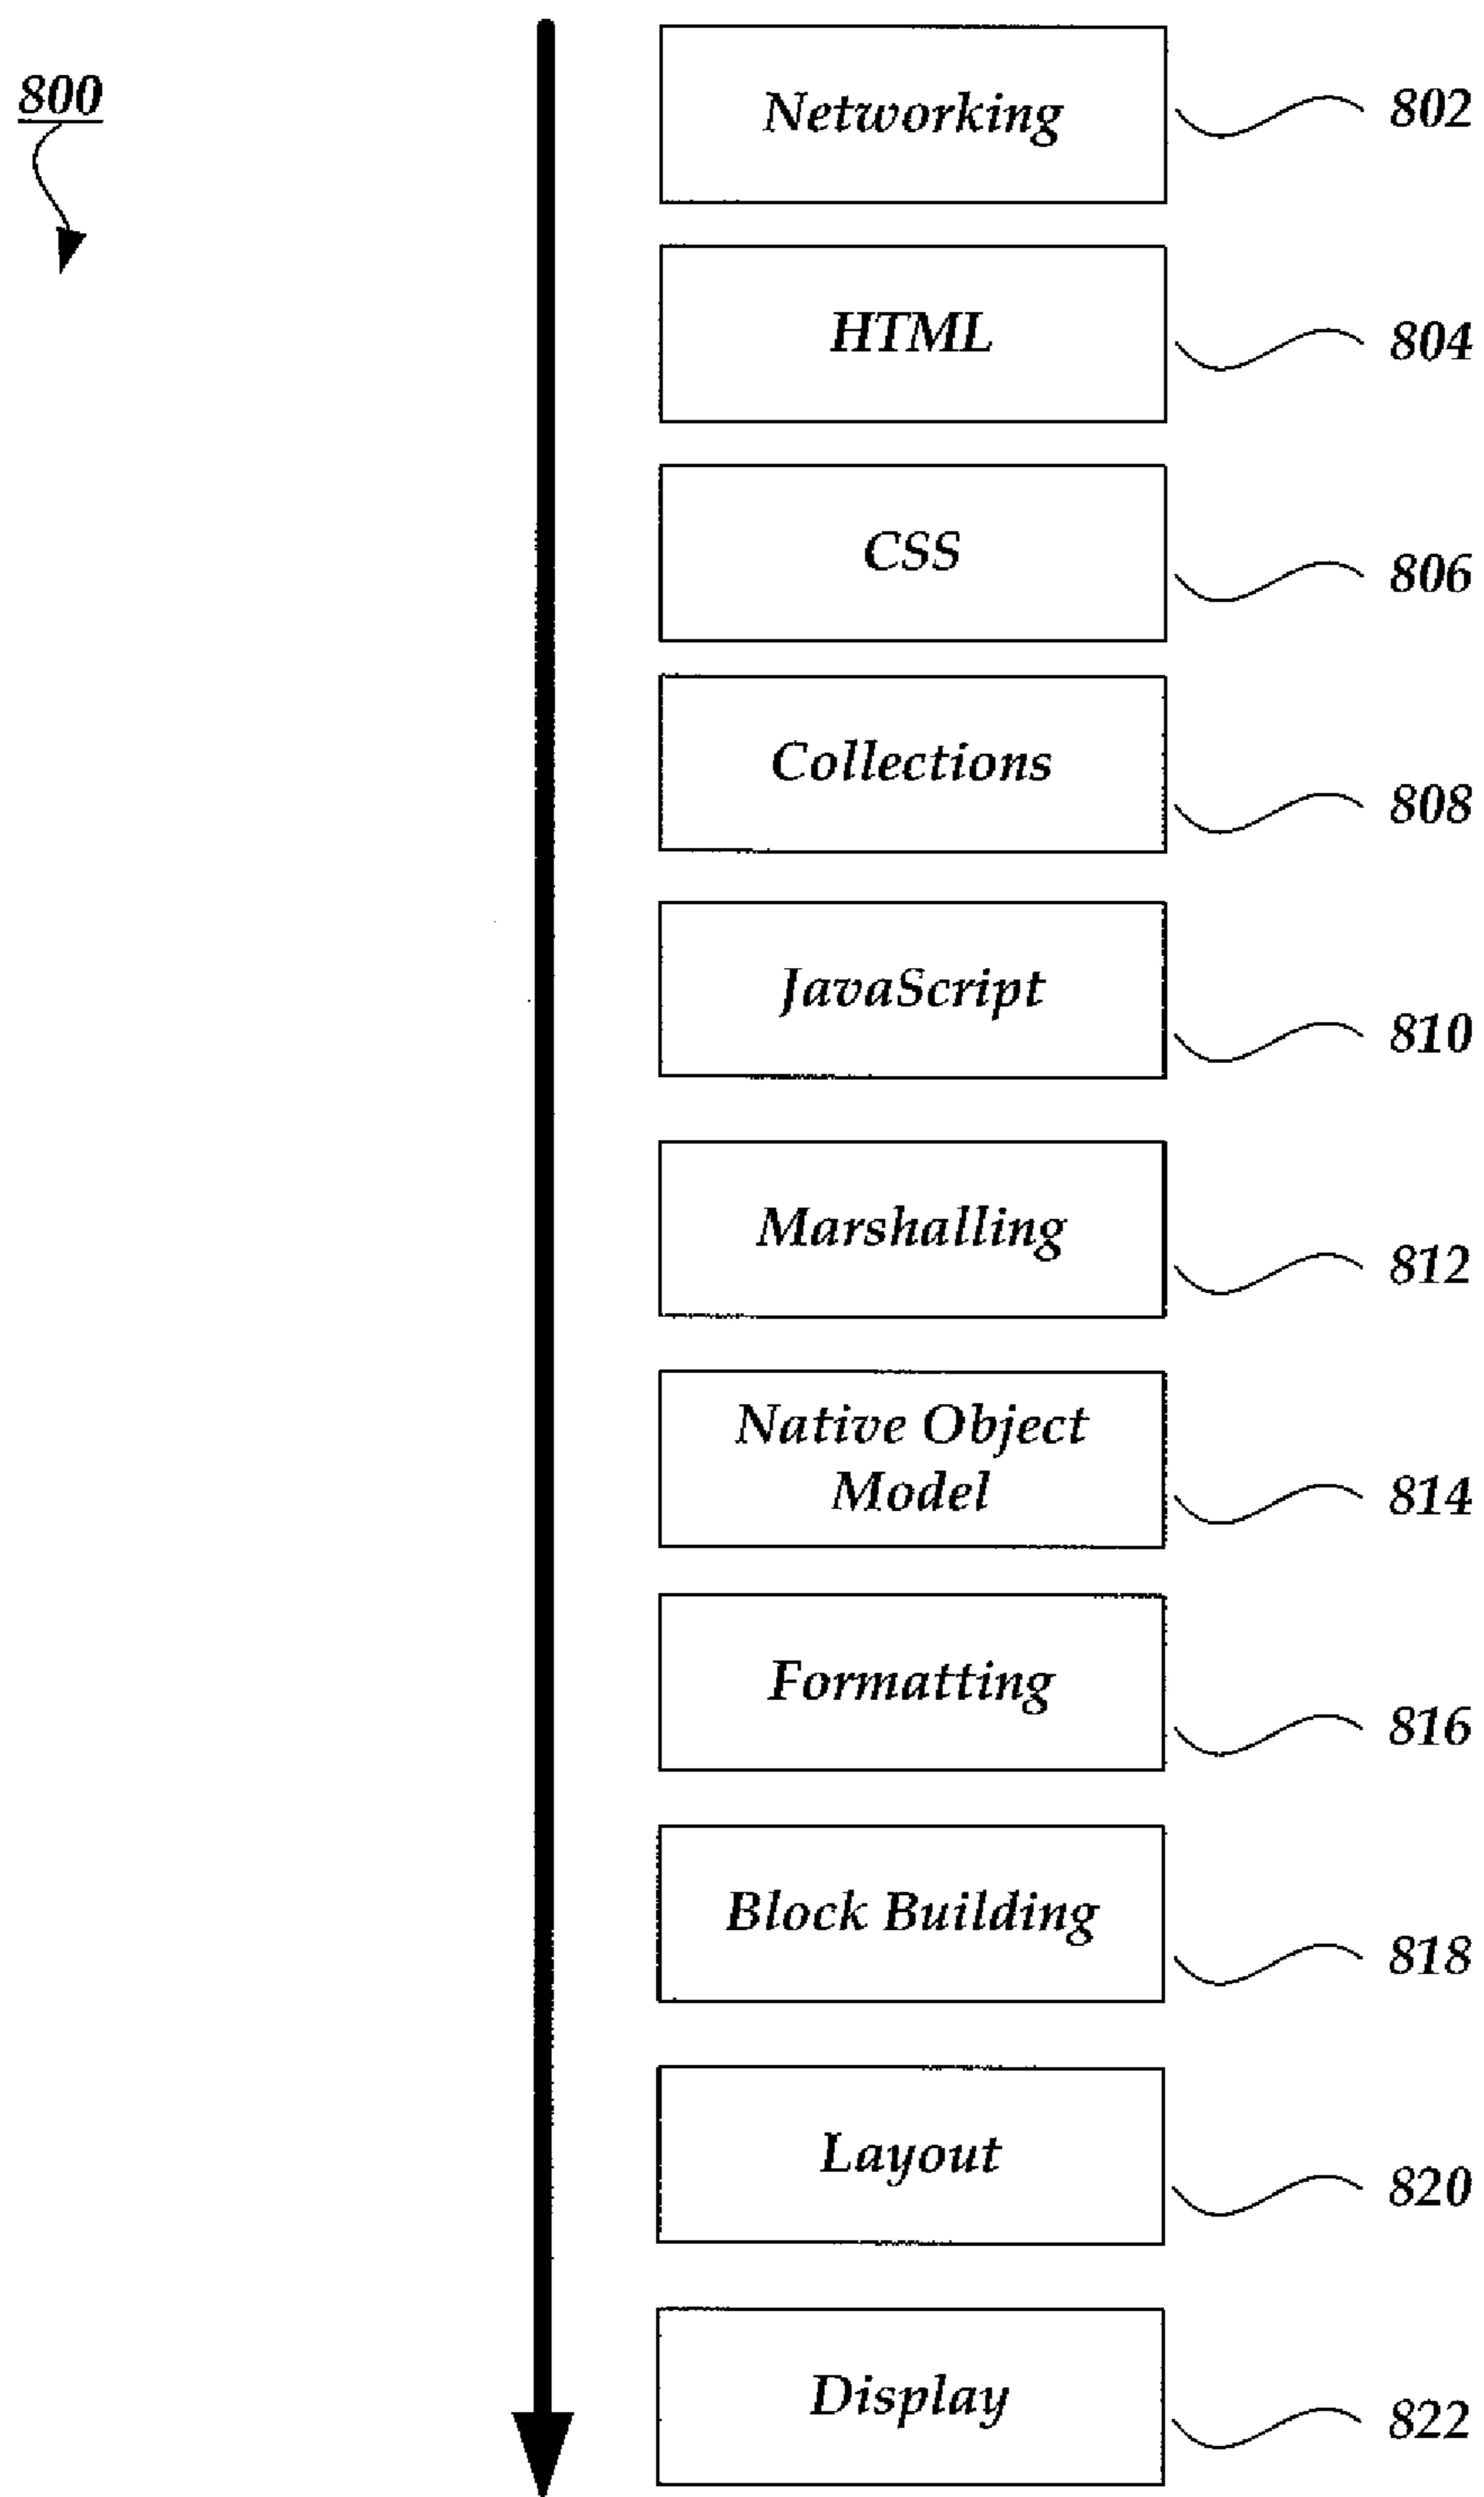 800
Networking
802
HTML
804
CSS
806
Collections
808
JavaScript
810
Marshalling
812
Native Object
Model
814
Formatting
816
Block Building
818
Layout
820
Display
822